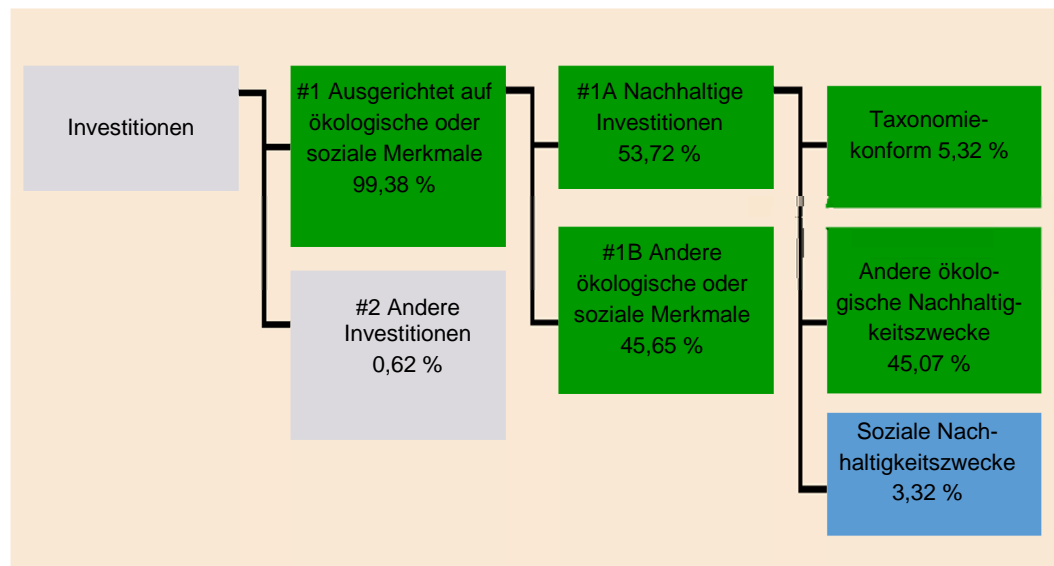 Investitionen
#1 Ausgerichtet auf
ökologische oder
soziale Merkmale
99,38 %
#2 Andere
Investitionen
0,62 %
#1A Nachhaltige
Investitionen
53,72 %
#1B Andere
ökologische oder
soziale Merkmale
45,65 %
Taxonomie-
konform 5,32 %
Andere ökolo-
gische Nachhaltig-
keitszwecke
45,07 %
Soziale Nach-
haltigkeitszwecke
3,32 %